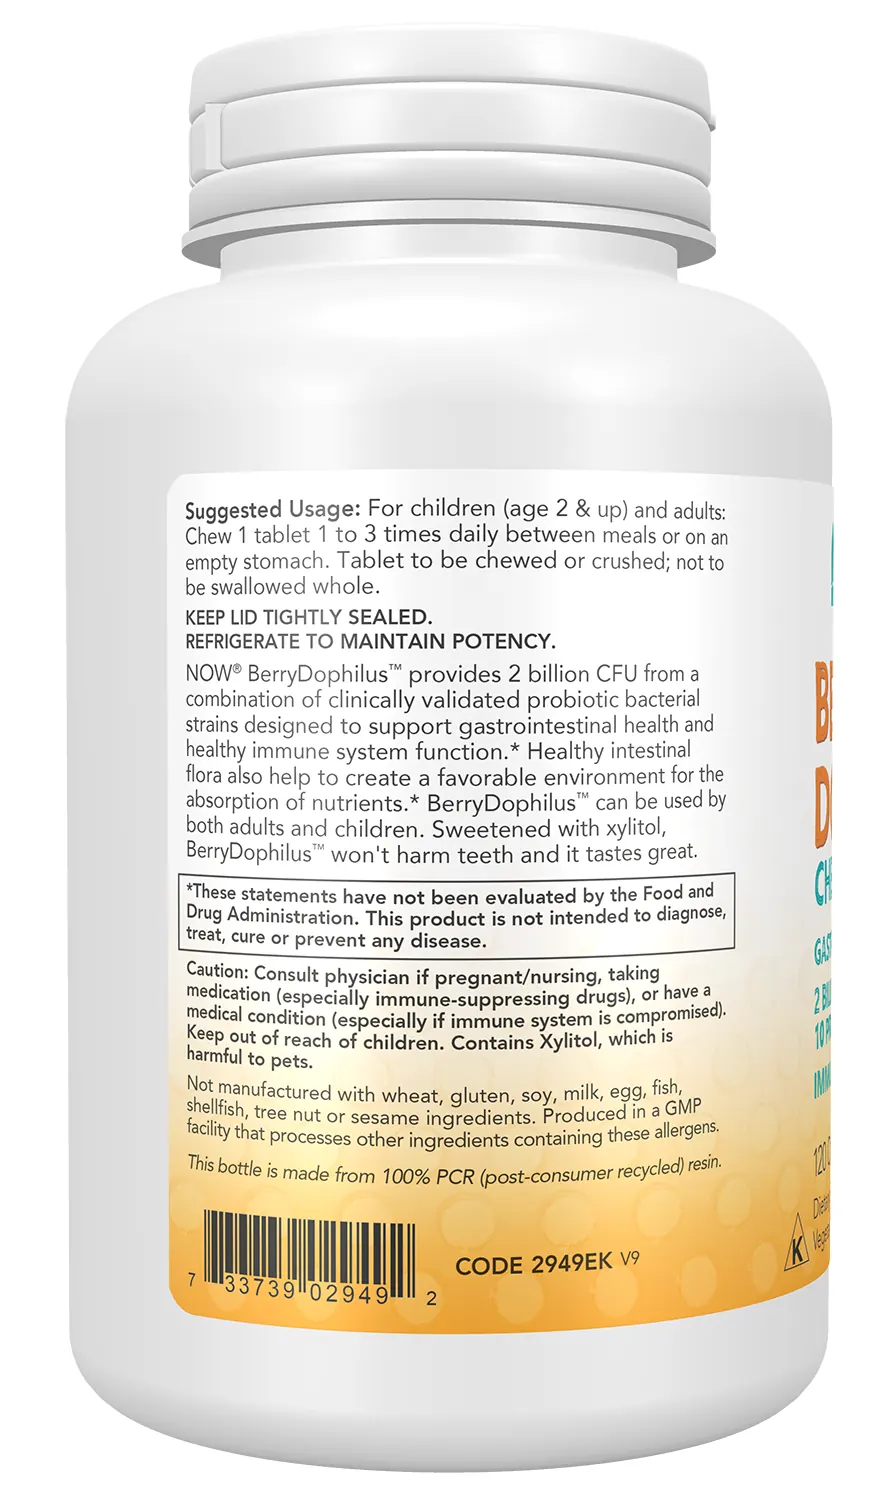 Suggested Usage: For children (age 2 & up) and adults:
Chew 1 tablet 1 to 3 times daily between meals or on an
empty stomach. Tablet to be chewed or crushed; not to
be swallowed whole.
KEEP LID TIGHTLY SEALED.
REFRIGERATE TO MAINTAIN POTENCY.
NOW® BerryDophilus™ provides 2 billion CFU from a
combination of clinically validated probiotic bacterial
strains designed to support gastrointestinal health and
healthy immune system function.* Healthy intestinal
flora also help to create a favorable environment for the
absorption of nutrients.* BerryDophilus™ can be used by
both adults and children. Sweetened with xylitol,
BerryDophilus™ won't harm teeth and it tastes great.
*These statements have not been evaluated by the Food and
Drug Administration. This product is not intended to diagnose,
treat, cure or prevent any disease.
Caution: Consult physician if pregnant/nursing, taking
medication (especially immune-suppressing drugs), or have a
medical condition (especially if immune system is compromised).
Keep out of reach of children. Contains Xylitol, which is
harmful to pets.
Not manufactured with wheat, gluten, soy, milk, egg, fish,
shellfish, tree nut or sesame ingredients. Produced in a GMP
facility that processes other ingredients containing these allergens.
This bottle is made from 100% PCR (post-consumer recycled) resin.
7 33739 02949 2
CODE 2949EK V9
K
120